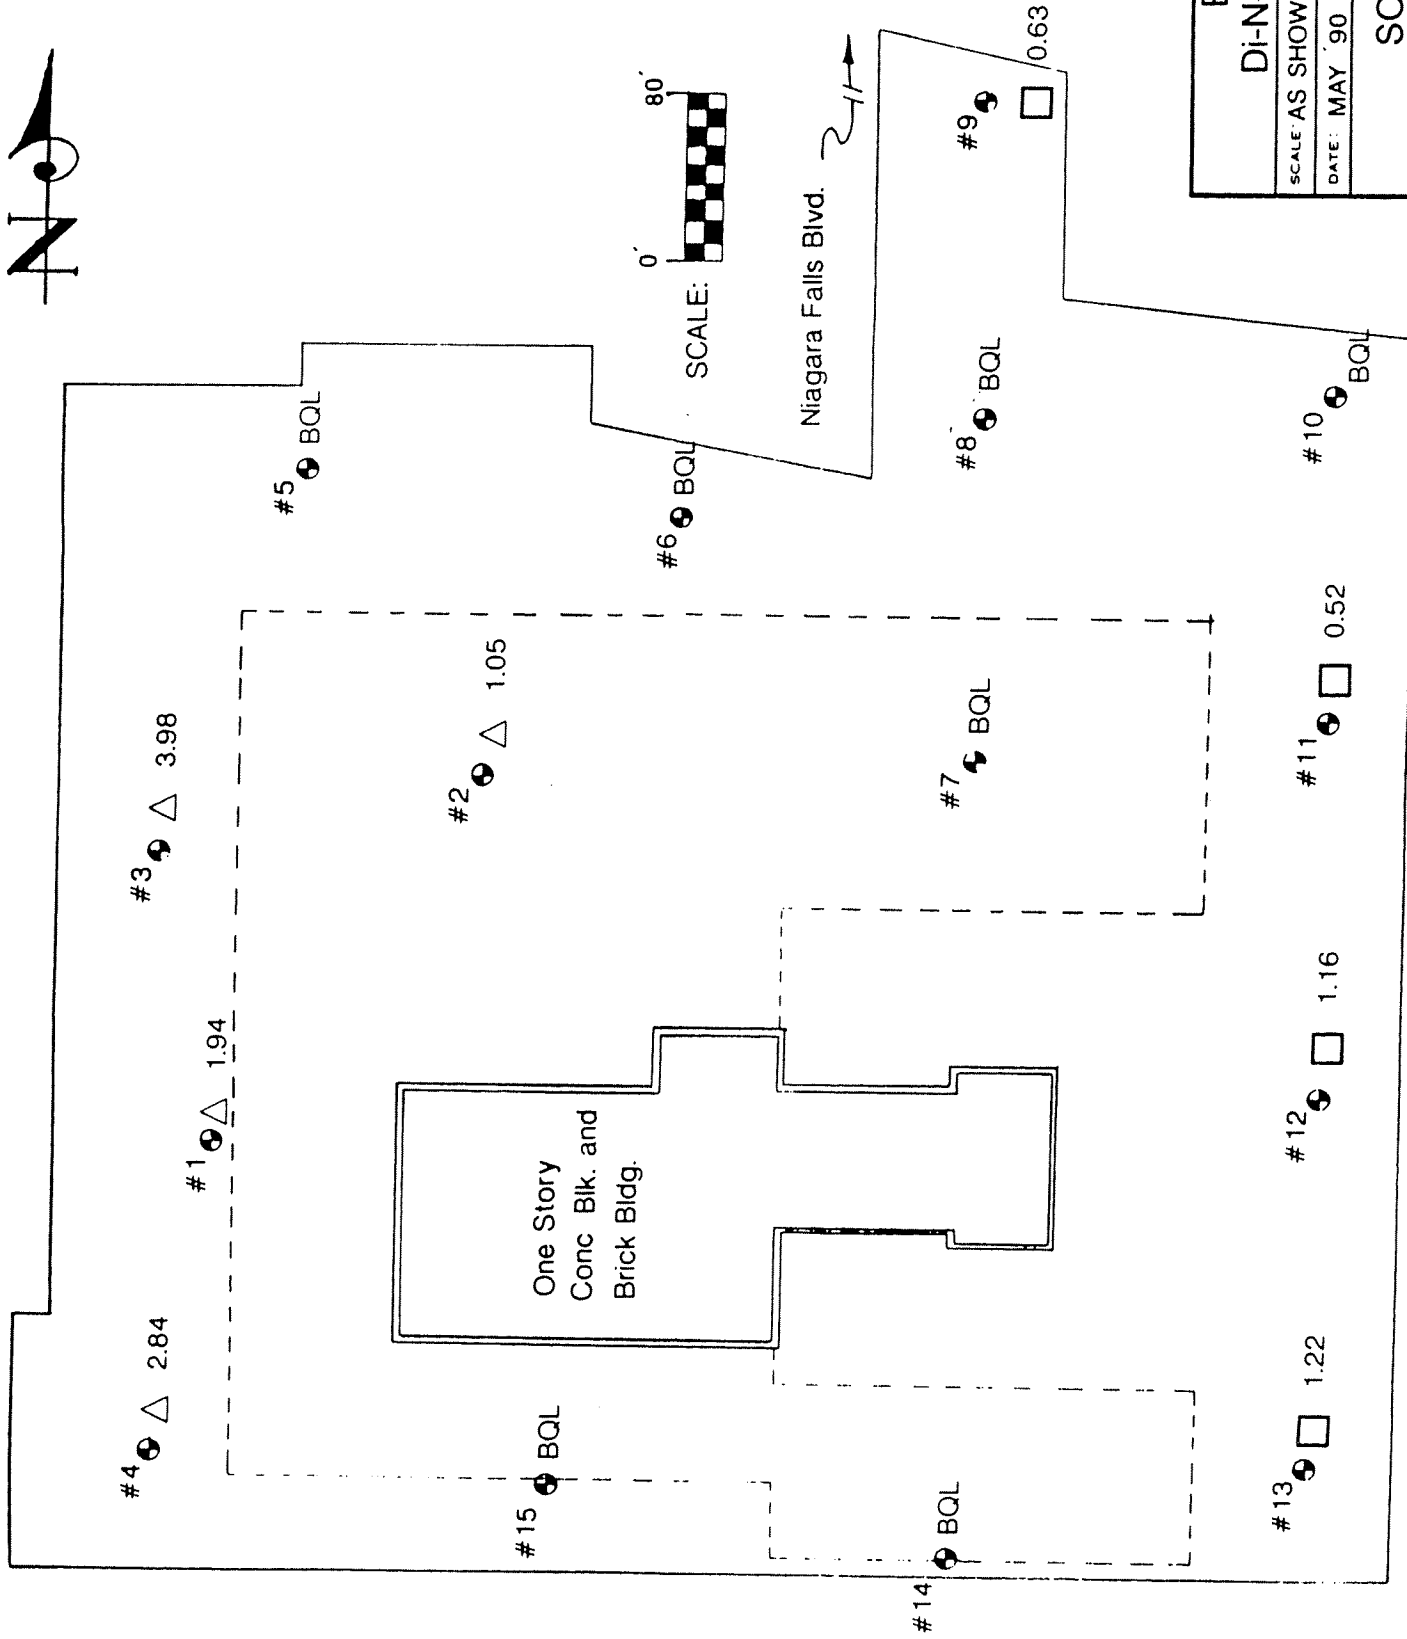 N
SCALE:
0'
80'
Niagara Falls Blvd.
#4
2.84
#1
1.94
#3
3.98
#2
1.05
#5
BQL
#6
BQL
#15
BQL
One Story
Conc Blk. and
Brick Bldg.
#7
BQL
#8
BQL
#9
0.63
#14
BQL
#13
1.22
#12
1.16
#11
0.52
#10
BQL
Di-N-
SCALE: AS SHOW
DATE: MAY '90
SC